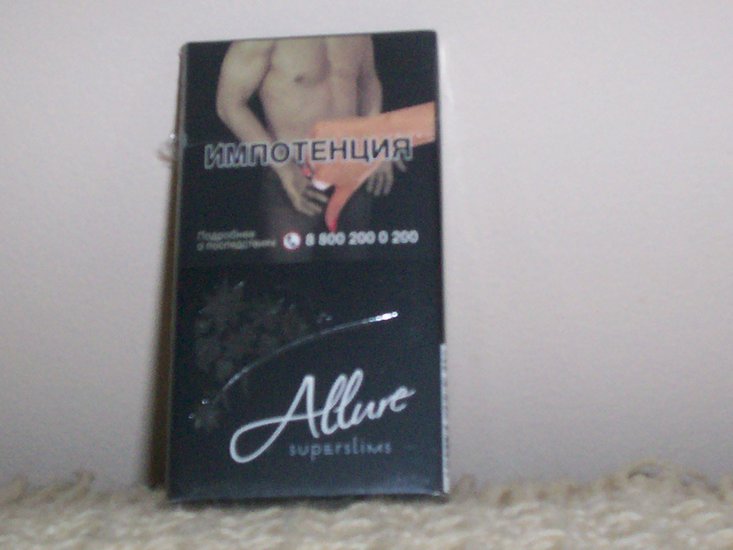 ИМПОТЕНЦИЯ
Подробнее
о последствиях
8 800 200 0 200
Allure
superslims